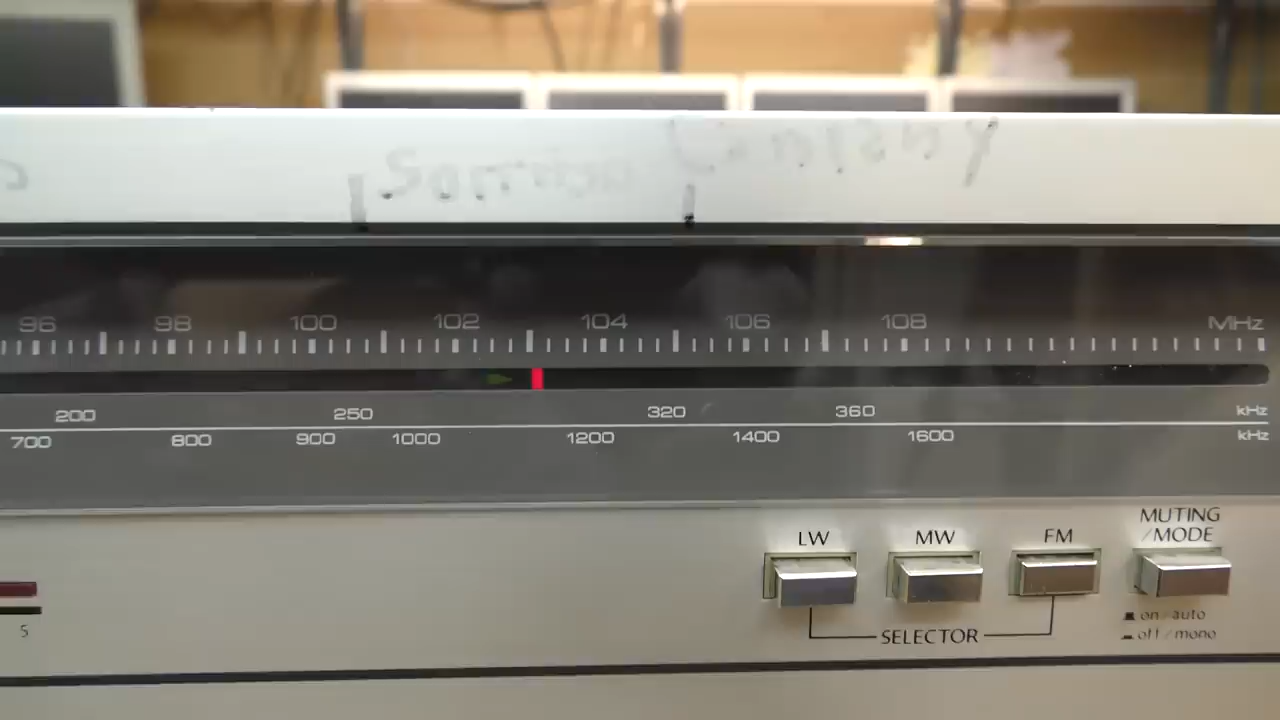 96 98 100 102 104 106 108 MHz
200 250 320 360 kHz
700 800 900 1000 1200 1400 1600 kHz
LW MW FM MUTING
/MODE
on/auto
off/mono
SELECTOR
5